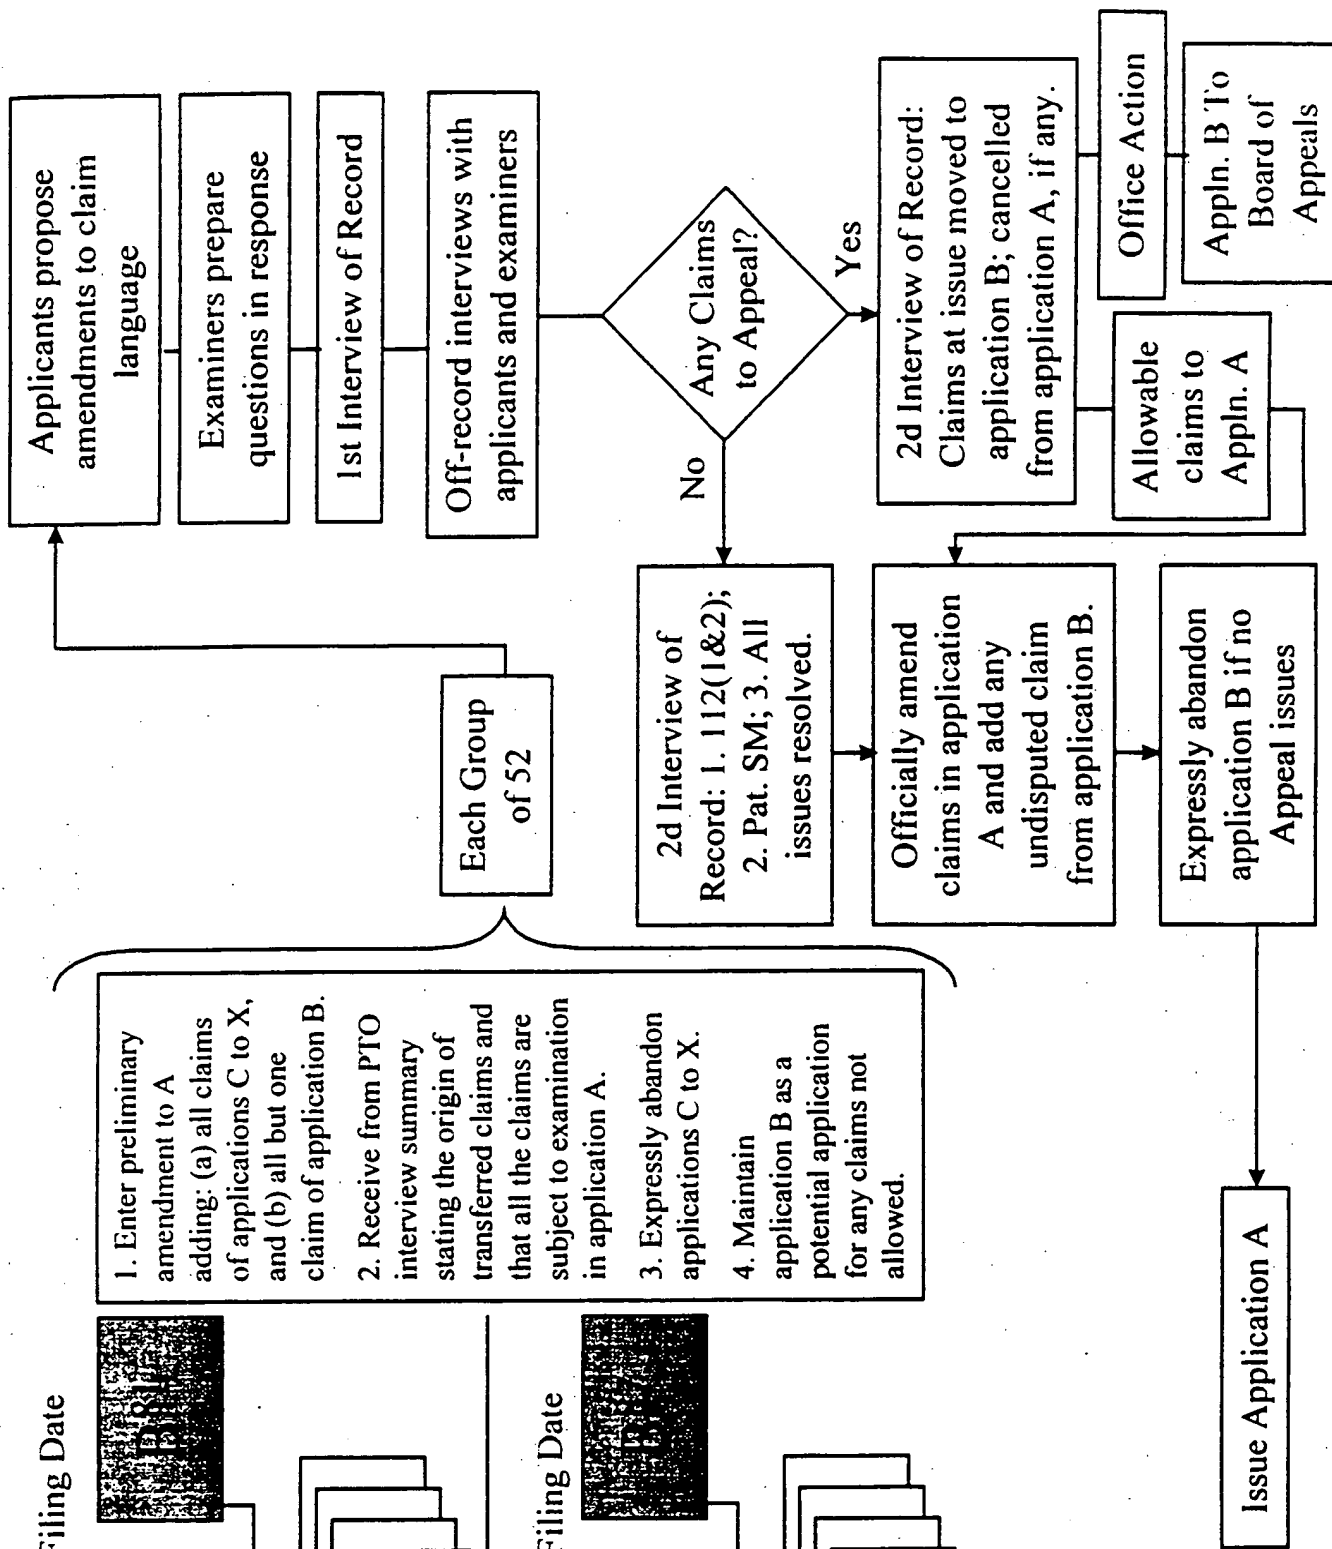 Filing Date
Filing Date
1. Enter preliminary
amendment to A
adding: (a) all claims
of applications C to X,
and (b) all but one
claim of application B.
2. Receive from PTO
interview summary
stating the origin of
transferred claims and
that all the claims are
subject to examination
in application A.
3. Expressly abandon
applications C to X.
4. Maintain
application B as a
potential application
for any claims not
allowed.
Each Group
of 52
Applicants propose
amendments to claim
language
Examiners prepare
questions in response
1st Interview of Record
Off-record interviews with
applicants and examiners
Any Claims
to Appeal?
No
Yes
2d Interview of
Record: 1. 112(1&2);
2. Pat. SM; 3. All
issues resolved.
2d Interview of Record:
Claims at issue moved to
application B; cancelled
from application A, if any.
Allowable
claims to
Appln. A
Office Action
Appln. B To
Board of
Appeals
Officially amend
claims in application
A and add any
undisputed claim
from application B.
Expressly abandon
application B if no
Appeal issues
Issue Application A